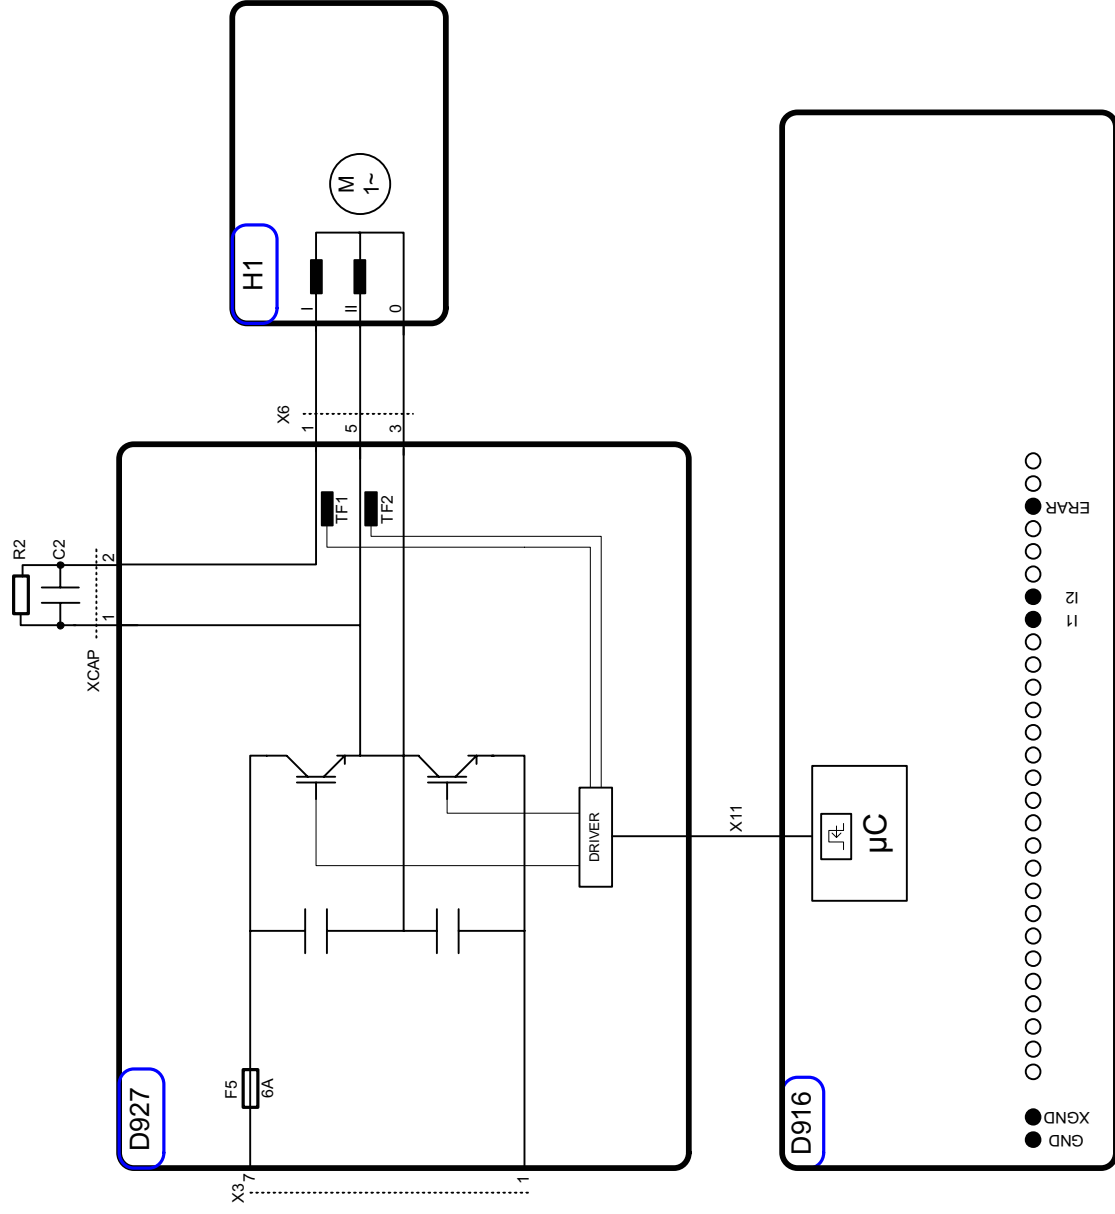 H1
M
1~
I
II
0
X6
1
5
3
R2
C2
XCAP
1
2
TF1
TF2
DRIVER
X11
µC
D927
F5
6A
X3
7
1
D916
GND
XGND
I1
I2
ERAR